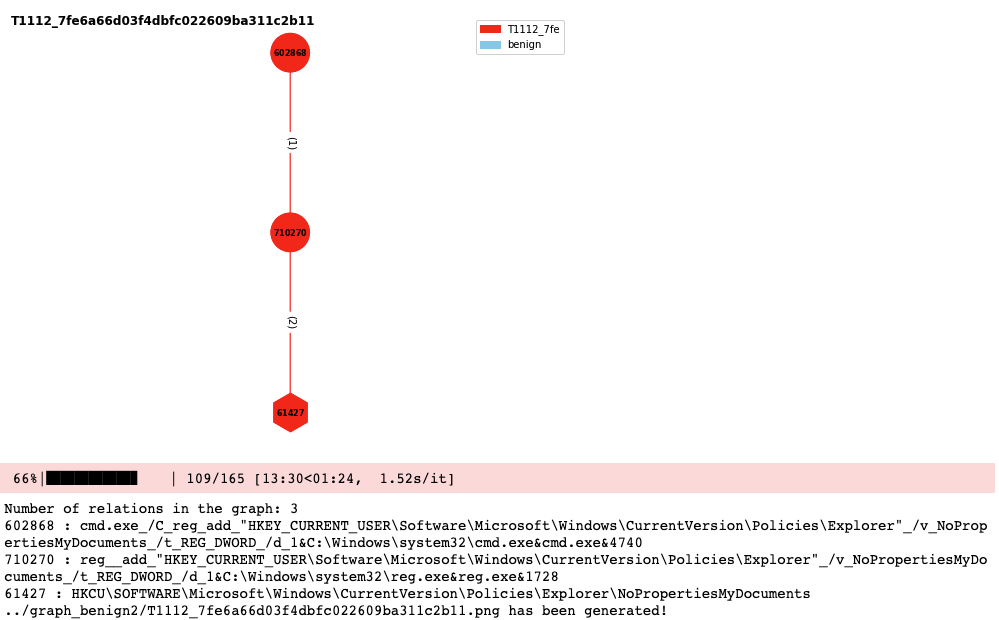 T1112_7fe6a66d03f4dbfc022609ba311c2b11
T1112_7fe
benign
602868
(1)
710270
(2)
61427
66%| | 109/165 [13:30<01:24, 1.52s/it]
Number of relations in the graph: 3
602868 : cmd.exe_/C_reg_add_"HKEY_CURRENT_USER\Software\Microsoft\Windows\CurrentVersion\Policies\Explorer"_/v_NoProp
ertiesMyDocuments_/t_REG_DWORD_/d_1&C:\Windows\system32\cmd.exe&cmd.exe&4740
710270 : reg__add_"HKEY_CURRENT_USER\Software\Microsoft\Windows\CurrentVersion\Policies\Explorer"_/v_NoPropertiesMyDo
cuments_/t_REG_DWORD_/d_1&C:\Windows\system32\reg.exe&reg.exe&1728
61427 : HKCU\SOFTWARE\Microsoft\Windows\CurrentVersion\Policies\Explorer\NoPropertiesMyDocuments
../graph_benign2/T1112_7fe6a66d03f4dbfc022609ba311c2b11.png has been generated!